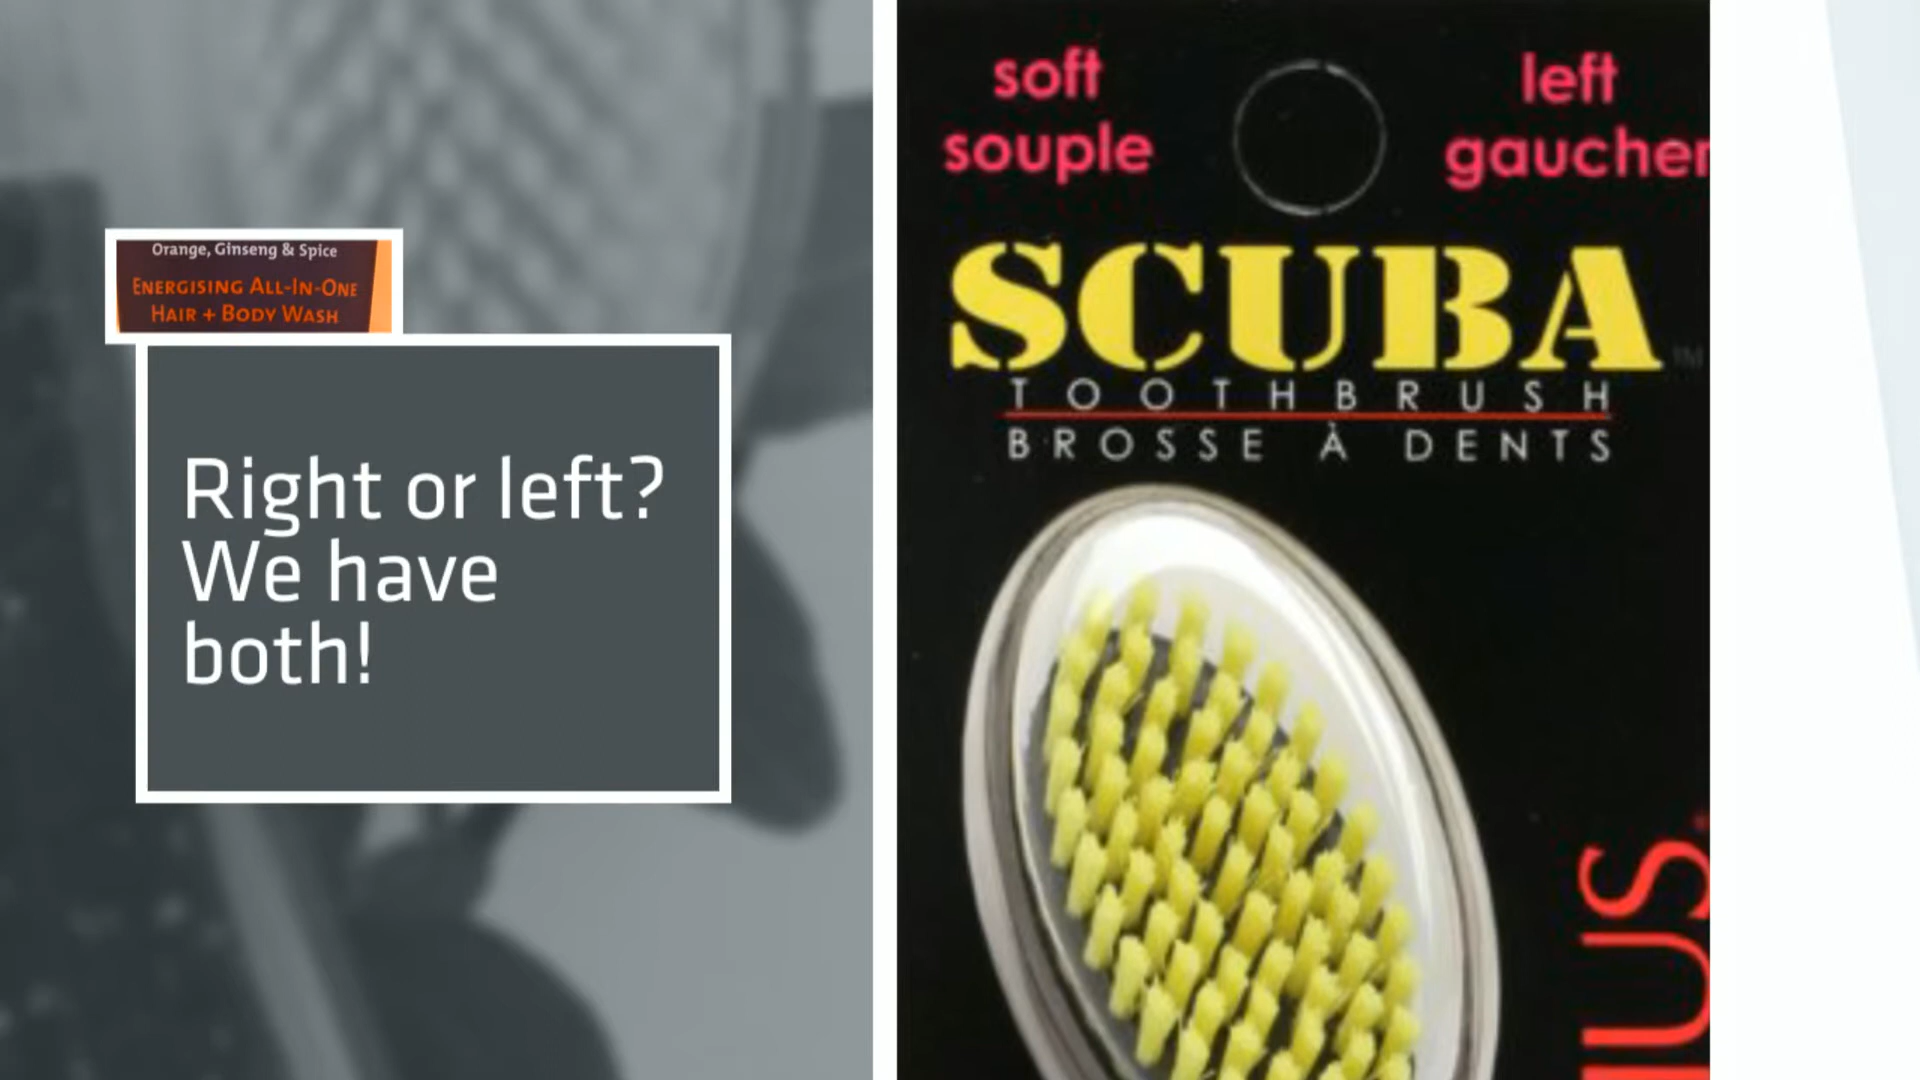 Orange, Ginseng & Spice
ENERGISING ALL-IN-ONE
HAIR + BODY WASH
Right or left?
We have
both!
soft
souple
left
gaucher
SCUBA
TOOTHBRUSH
BROSSE À DENTS